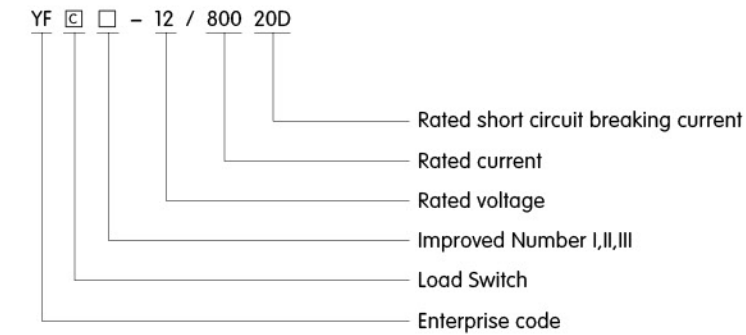 YF C □ - 12 / 800 20D
Rated short circuit breaking current
Rated current
Rated voltage
Improved Number I,II,III
Load Switch
Enterprise code